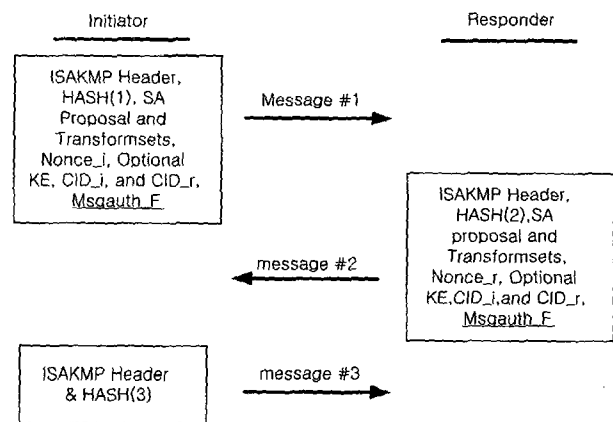 Initiator
Responder
ISAKMP Header,
HASH(1), SA
Proposal and
Transformsets,
Nonce_i, Optional
KE, CID_i, and CID_r,
Msgauth_F
Message #1
ISAKMP Header,
HASH(2),SA
proposal and
Transformsets,
Nonce_r, Optional
KE,CID_i,and CID_r,
Msgauth_F
message #2
ISAKMP Header
& HASH(3)
message #3